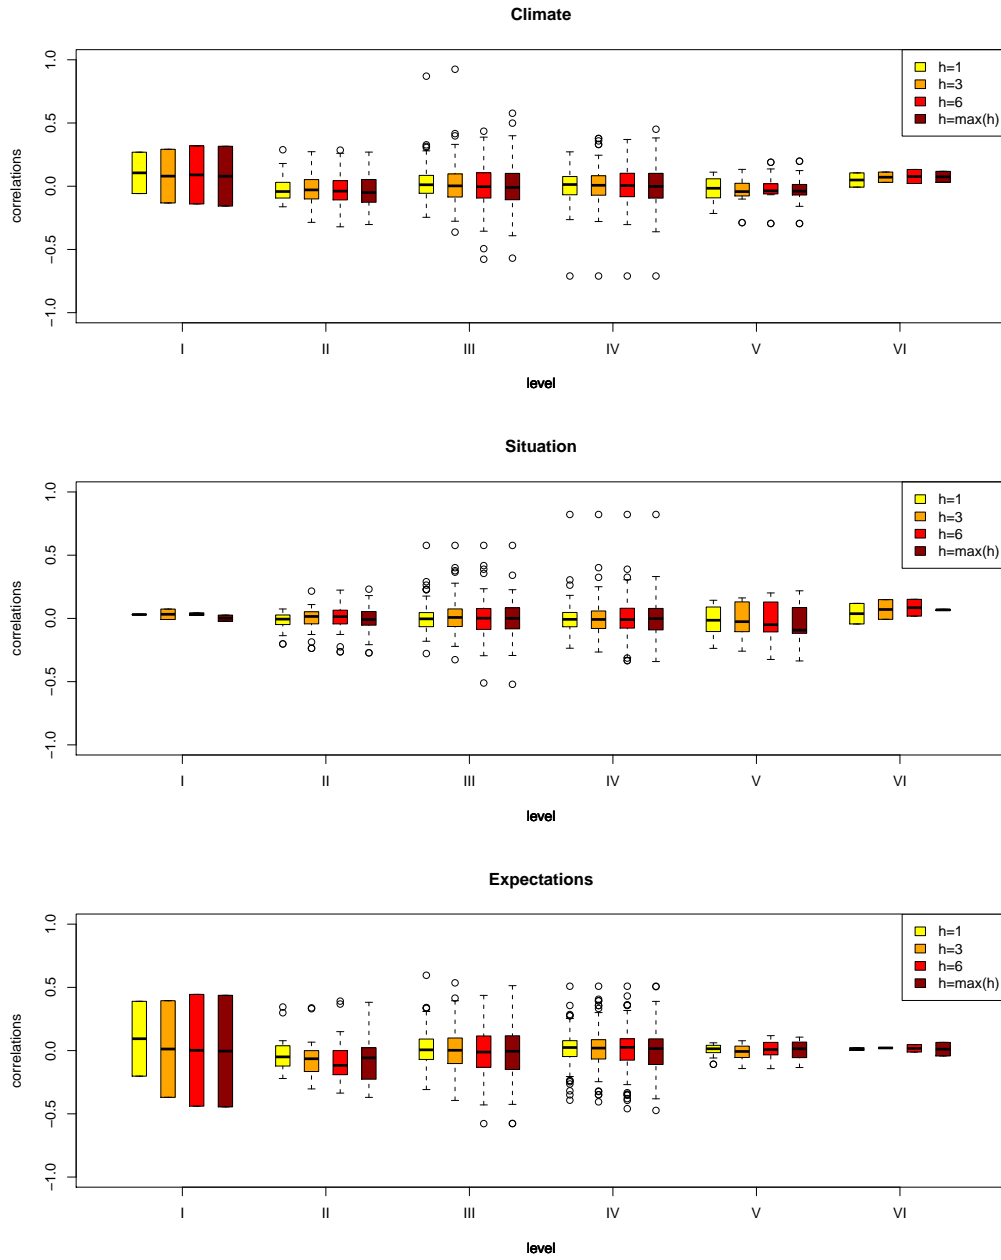 Climate
correlations
1.0
0.5
0.0
−0.5
−1.0
h=1
h=3
h=6
h=max(h)
I II III IV V VI
level
Situation
correlations
1.0
0.5
0.0
−0.5
−1.0
h=1
h=3
h=6
h=max(h)
I II III IV V VI
level
Expectations
correlations
1.0
0.5
0.0
−0.5
−1.0
h=1
h=3
h=6
h=max(h)
I II III IV V VI
level